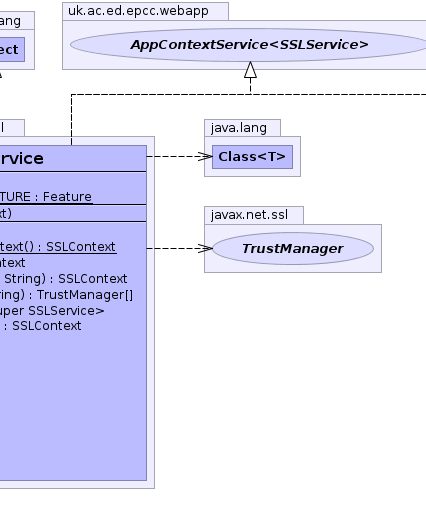 uk.ac.ed.epcc.webapp
ang
ect
AppContextService<SSLService>
l
java.lang
rvice
Class<T>
TURE : Feature
xt)
javax.net.ssl
text() : SSLContext
TrustManager
ntext
String) : SSLContext
ring) : TrustManager[]
uper SSLService>
) : SSLContext